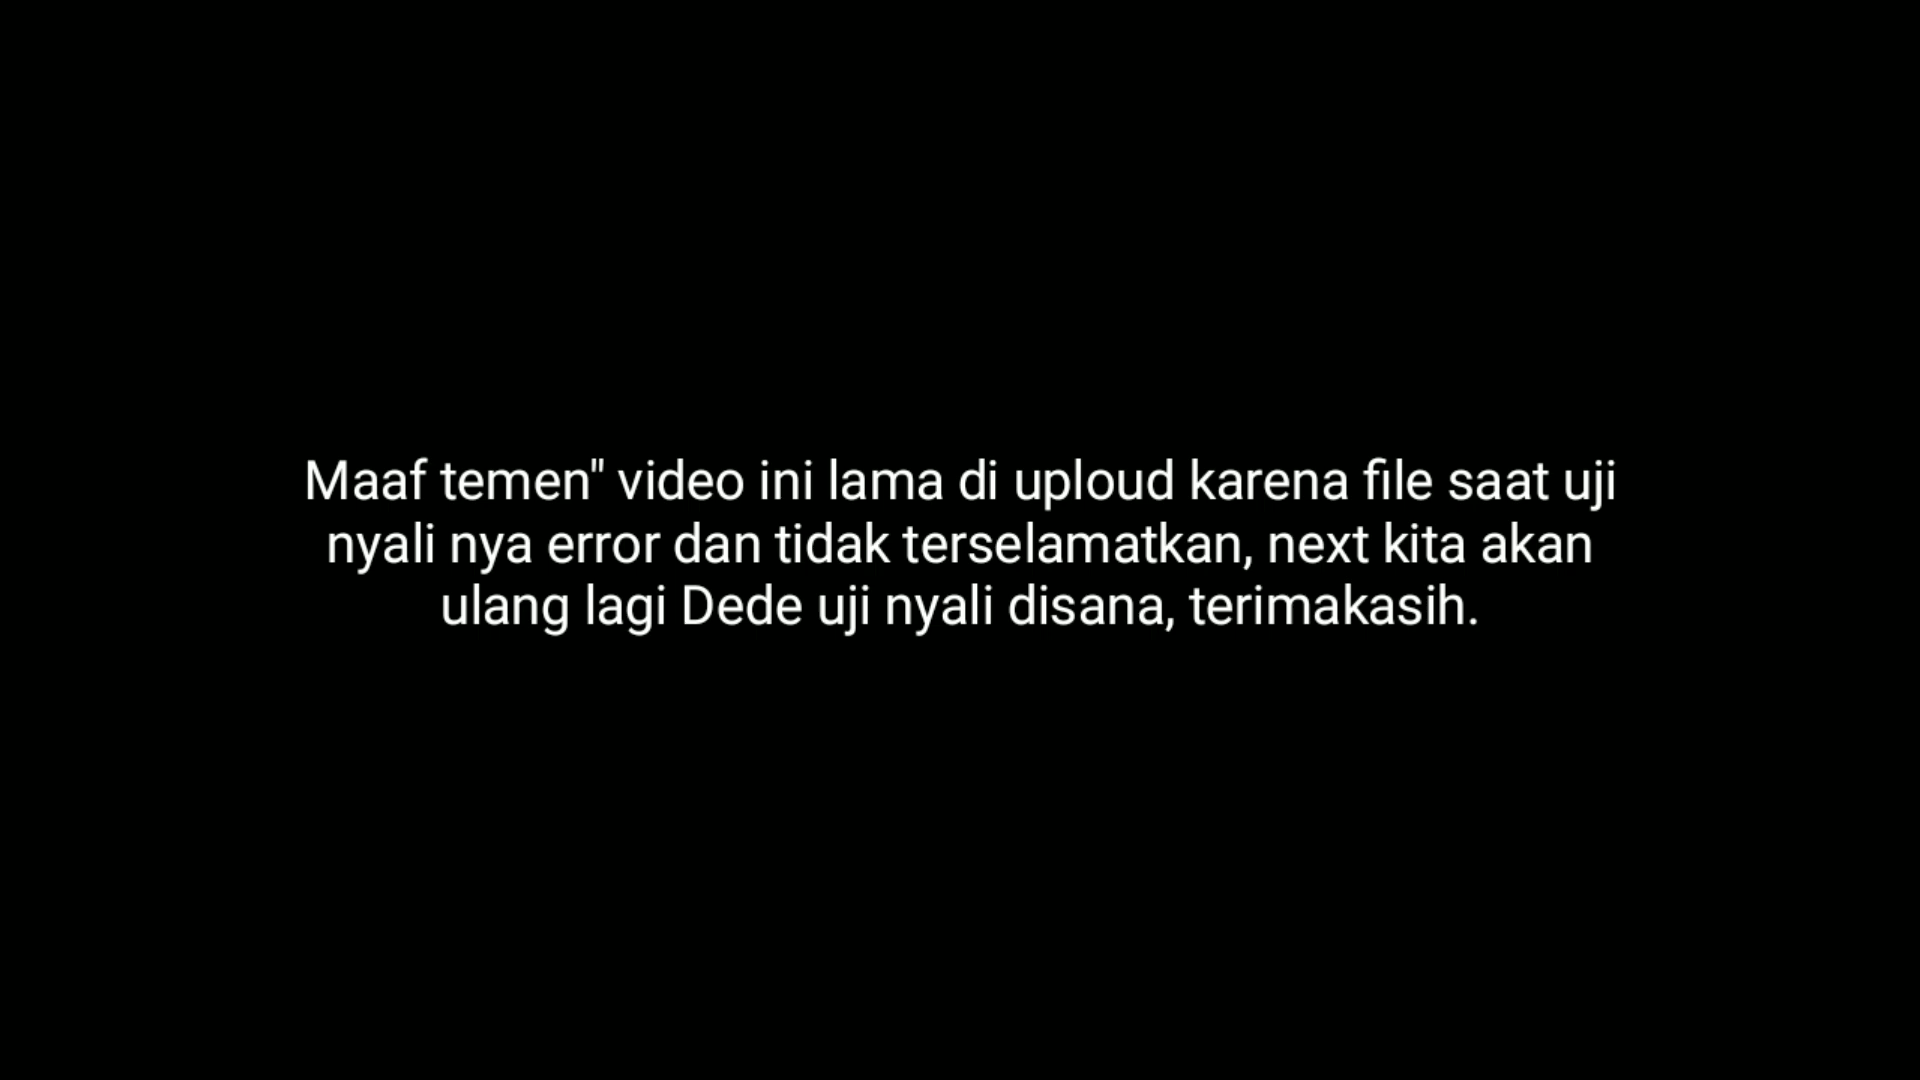 Maaf temen" video ini lama di uploud karena file saat uji
nyali nya error dan tidak terselamatkan, next kita akan
ulang lagi Dede uji nyali disana, terimakasih.